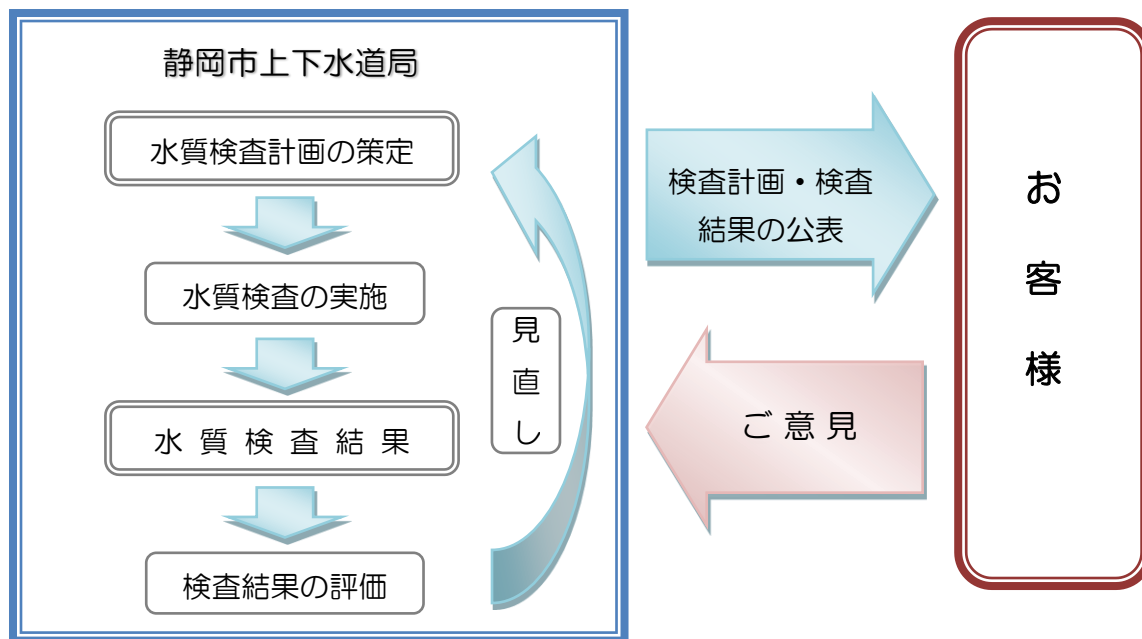 静岡市上下水道局
水質検査計画の策定
水質検査の実施
水質検査結果
検査結果の評価
見直し
検査計画・検査
結果の公表
ご意見
お客様